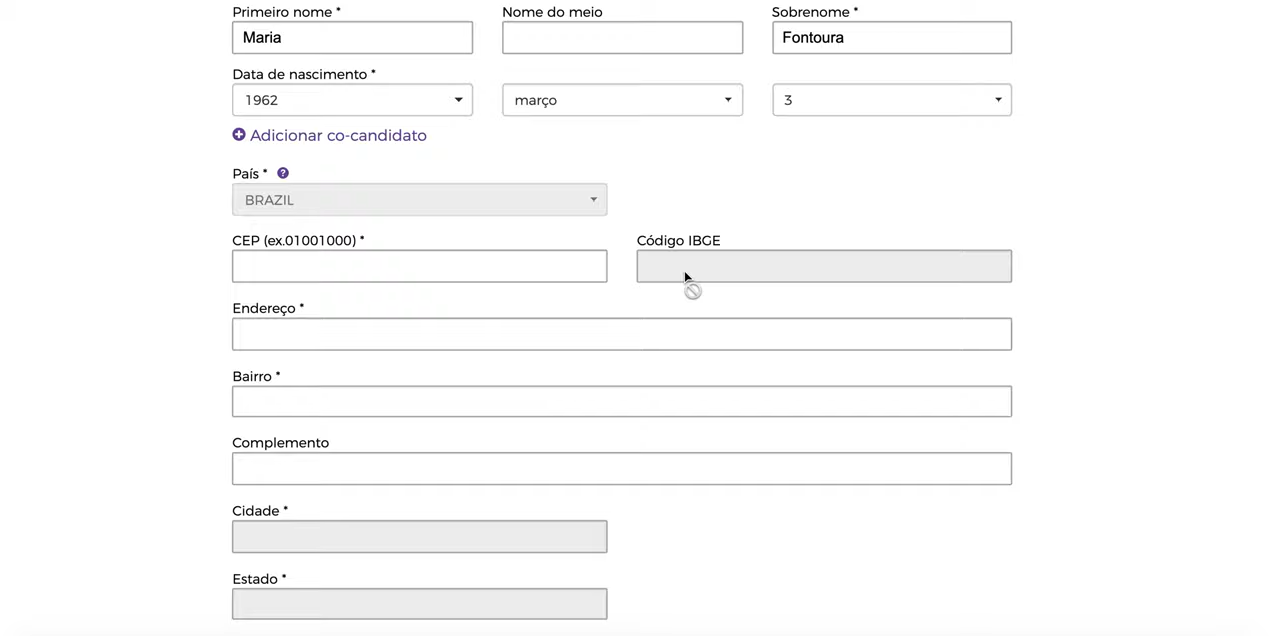 Primeiro nome * Nome do meio Sobrenome *
Maria Fontoura
Data de nascimento *
1962 março 3
Adicionar co-candidato
País * ?
BRAZIL
CEP (ex.01001000) * Código IBGE
Endereço *
Bairro *
Complemento
Cidade *
Estado *